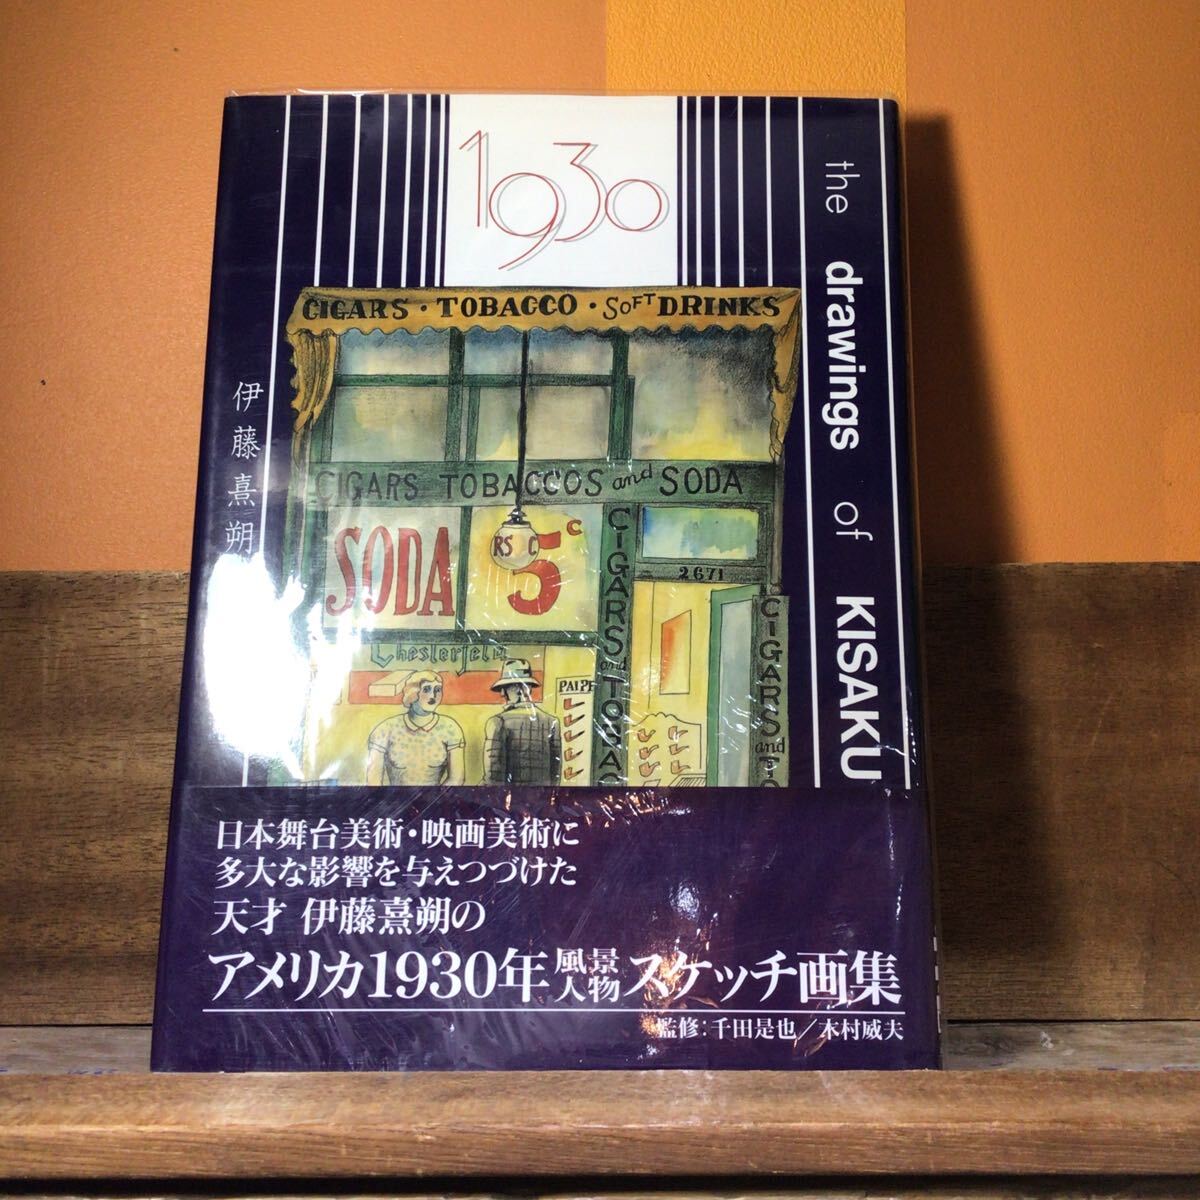 1930
the drawings of KISAKU
伊藤熹朔
CIGARS · TOBACCO · SOFT DRINKS
CIGARS TOBACCOS and SODA
SODA
5c
RS C
2671
CIGARS and TOBAC
CIGARS and TO
Chesterfield
PAIPE
日本舞台美術・映画美術に
多大な影響を与えつづけた
天才 伊藤熹朔の
アメリカ1930年風景人物スケッチ画集
監修:千田是也/木村威夫